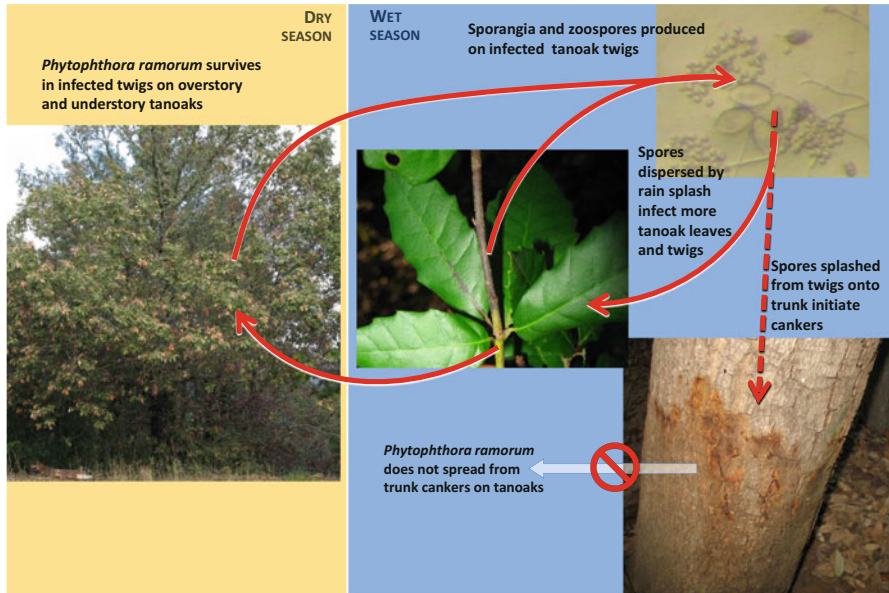 DRY
SEASON
WET
SEASON
Phytophthora ramorum survives
in infected twigs on overstory
and understory tanoaks
Sporangia and zoospores produced
on infected tanoak twigs
Spores
dispersed by
rain splash
infect more
tanoak leaves
and twigs
Spores splashed
from twigs onto
trunk initiate
cankers
Phytophthora ramorum
does not spread from
trunk cankers on tanoaks